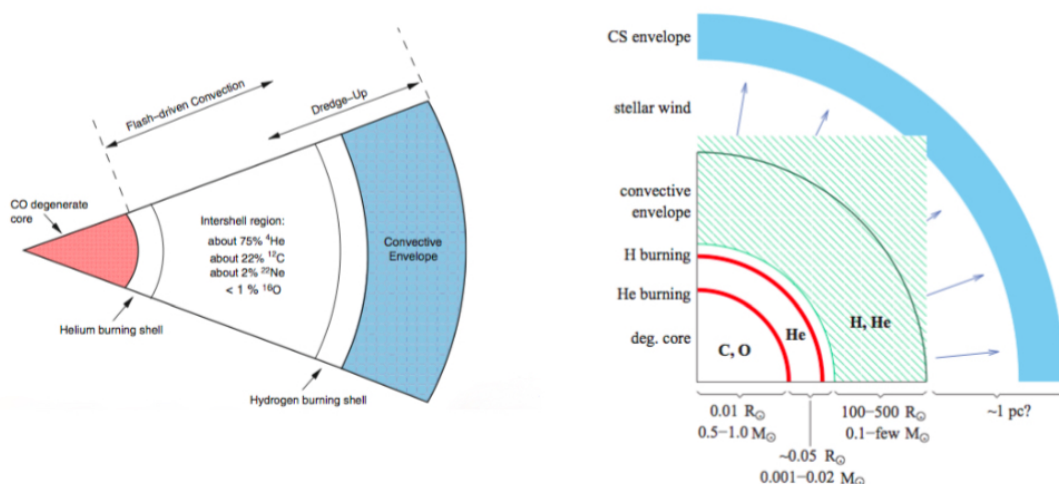 Flash-driven Convection
Dredge-Up
CO degenerate
core
Intershell region:
about 75% ⁴He
about 22% ¹²C
about 2% ²²Ne
< 1 % ¹⁶O
Convective
Envelope
Helium burning shell
Hydrogen burning shell
CS envelope
stellar wind
convective
envelope
H burning
He burning
deg. core
C, O
He
H, He
0.01 R☉
0.5–1.0 M☉
~0.05 R☉
0.001–0.02 M☉
100–500 R☉
0.1–few M☉
~1 pc?